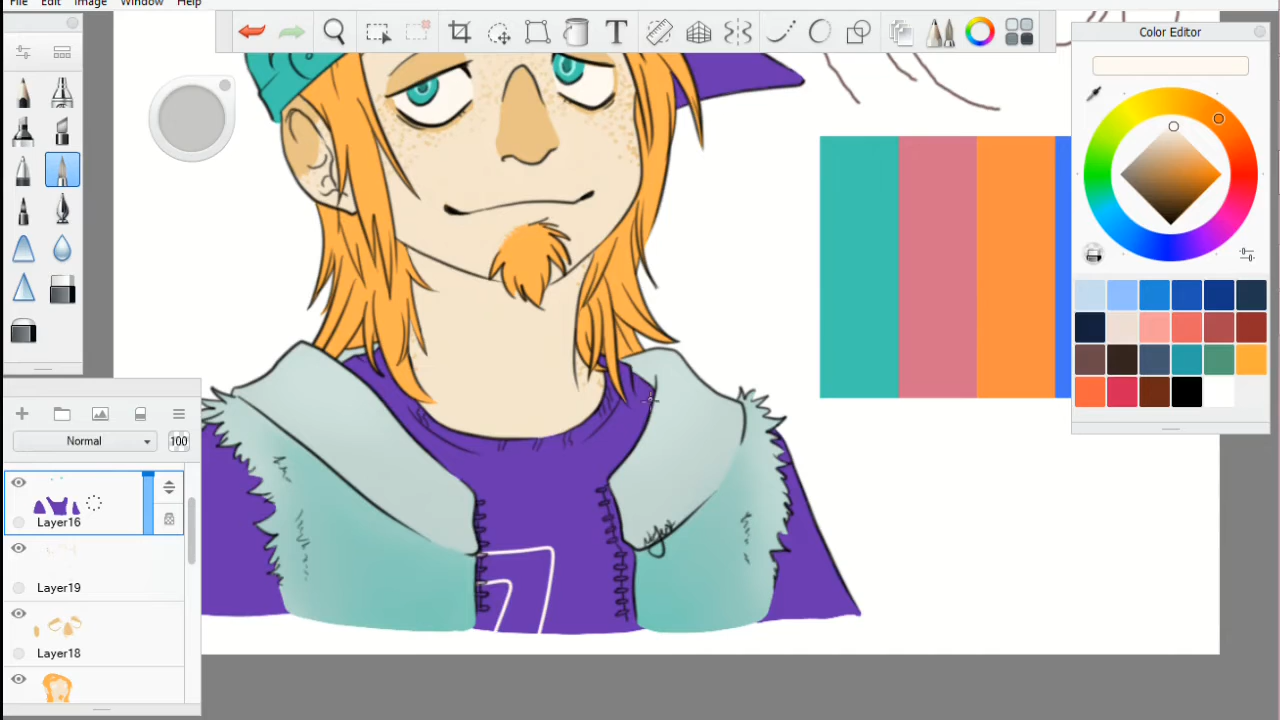 File Edit Image Window Help
T
Color Editor
Normal 100
Layer16
Layer19
Layer18